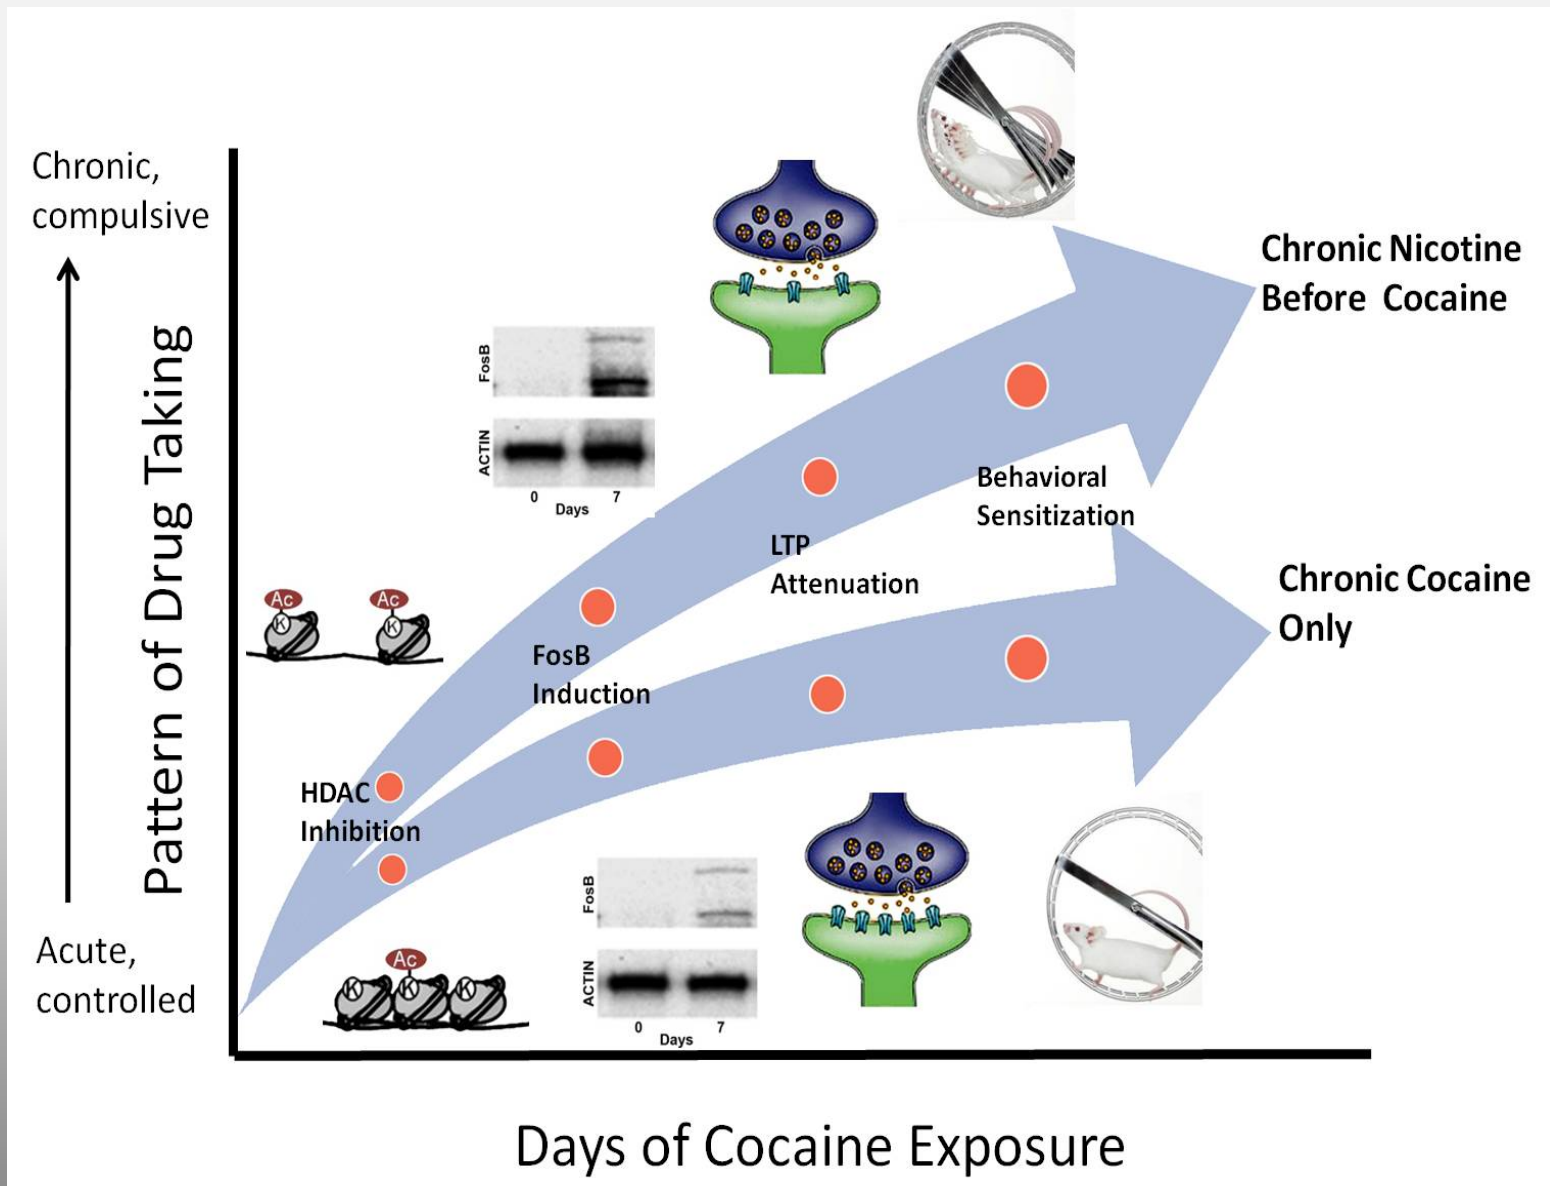 Chronic,
compulsive
Pattern of Drug Taking
Acute,
controlled
Chronic Nicotine
Before Cocaine
Chronic Cocaine
Only
Behavioral
Sensitization
LTP
Attenuation
FosB
Induction
HDAC
Inhibition
FosB
ACTIN
0 7
Days
Ac Ac
K K
Ac
K K K
FosB
ACTIN
0 7
Days
Days of Cocaine Exposure